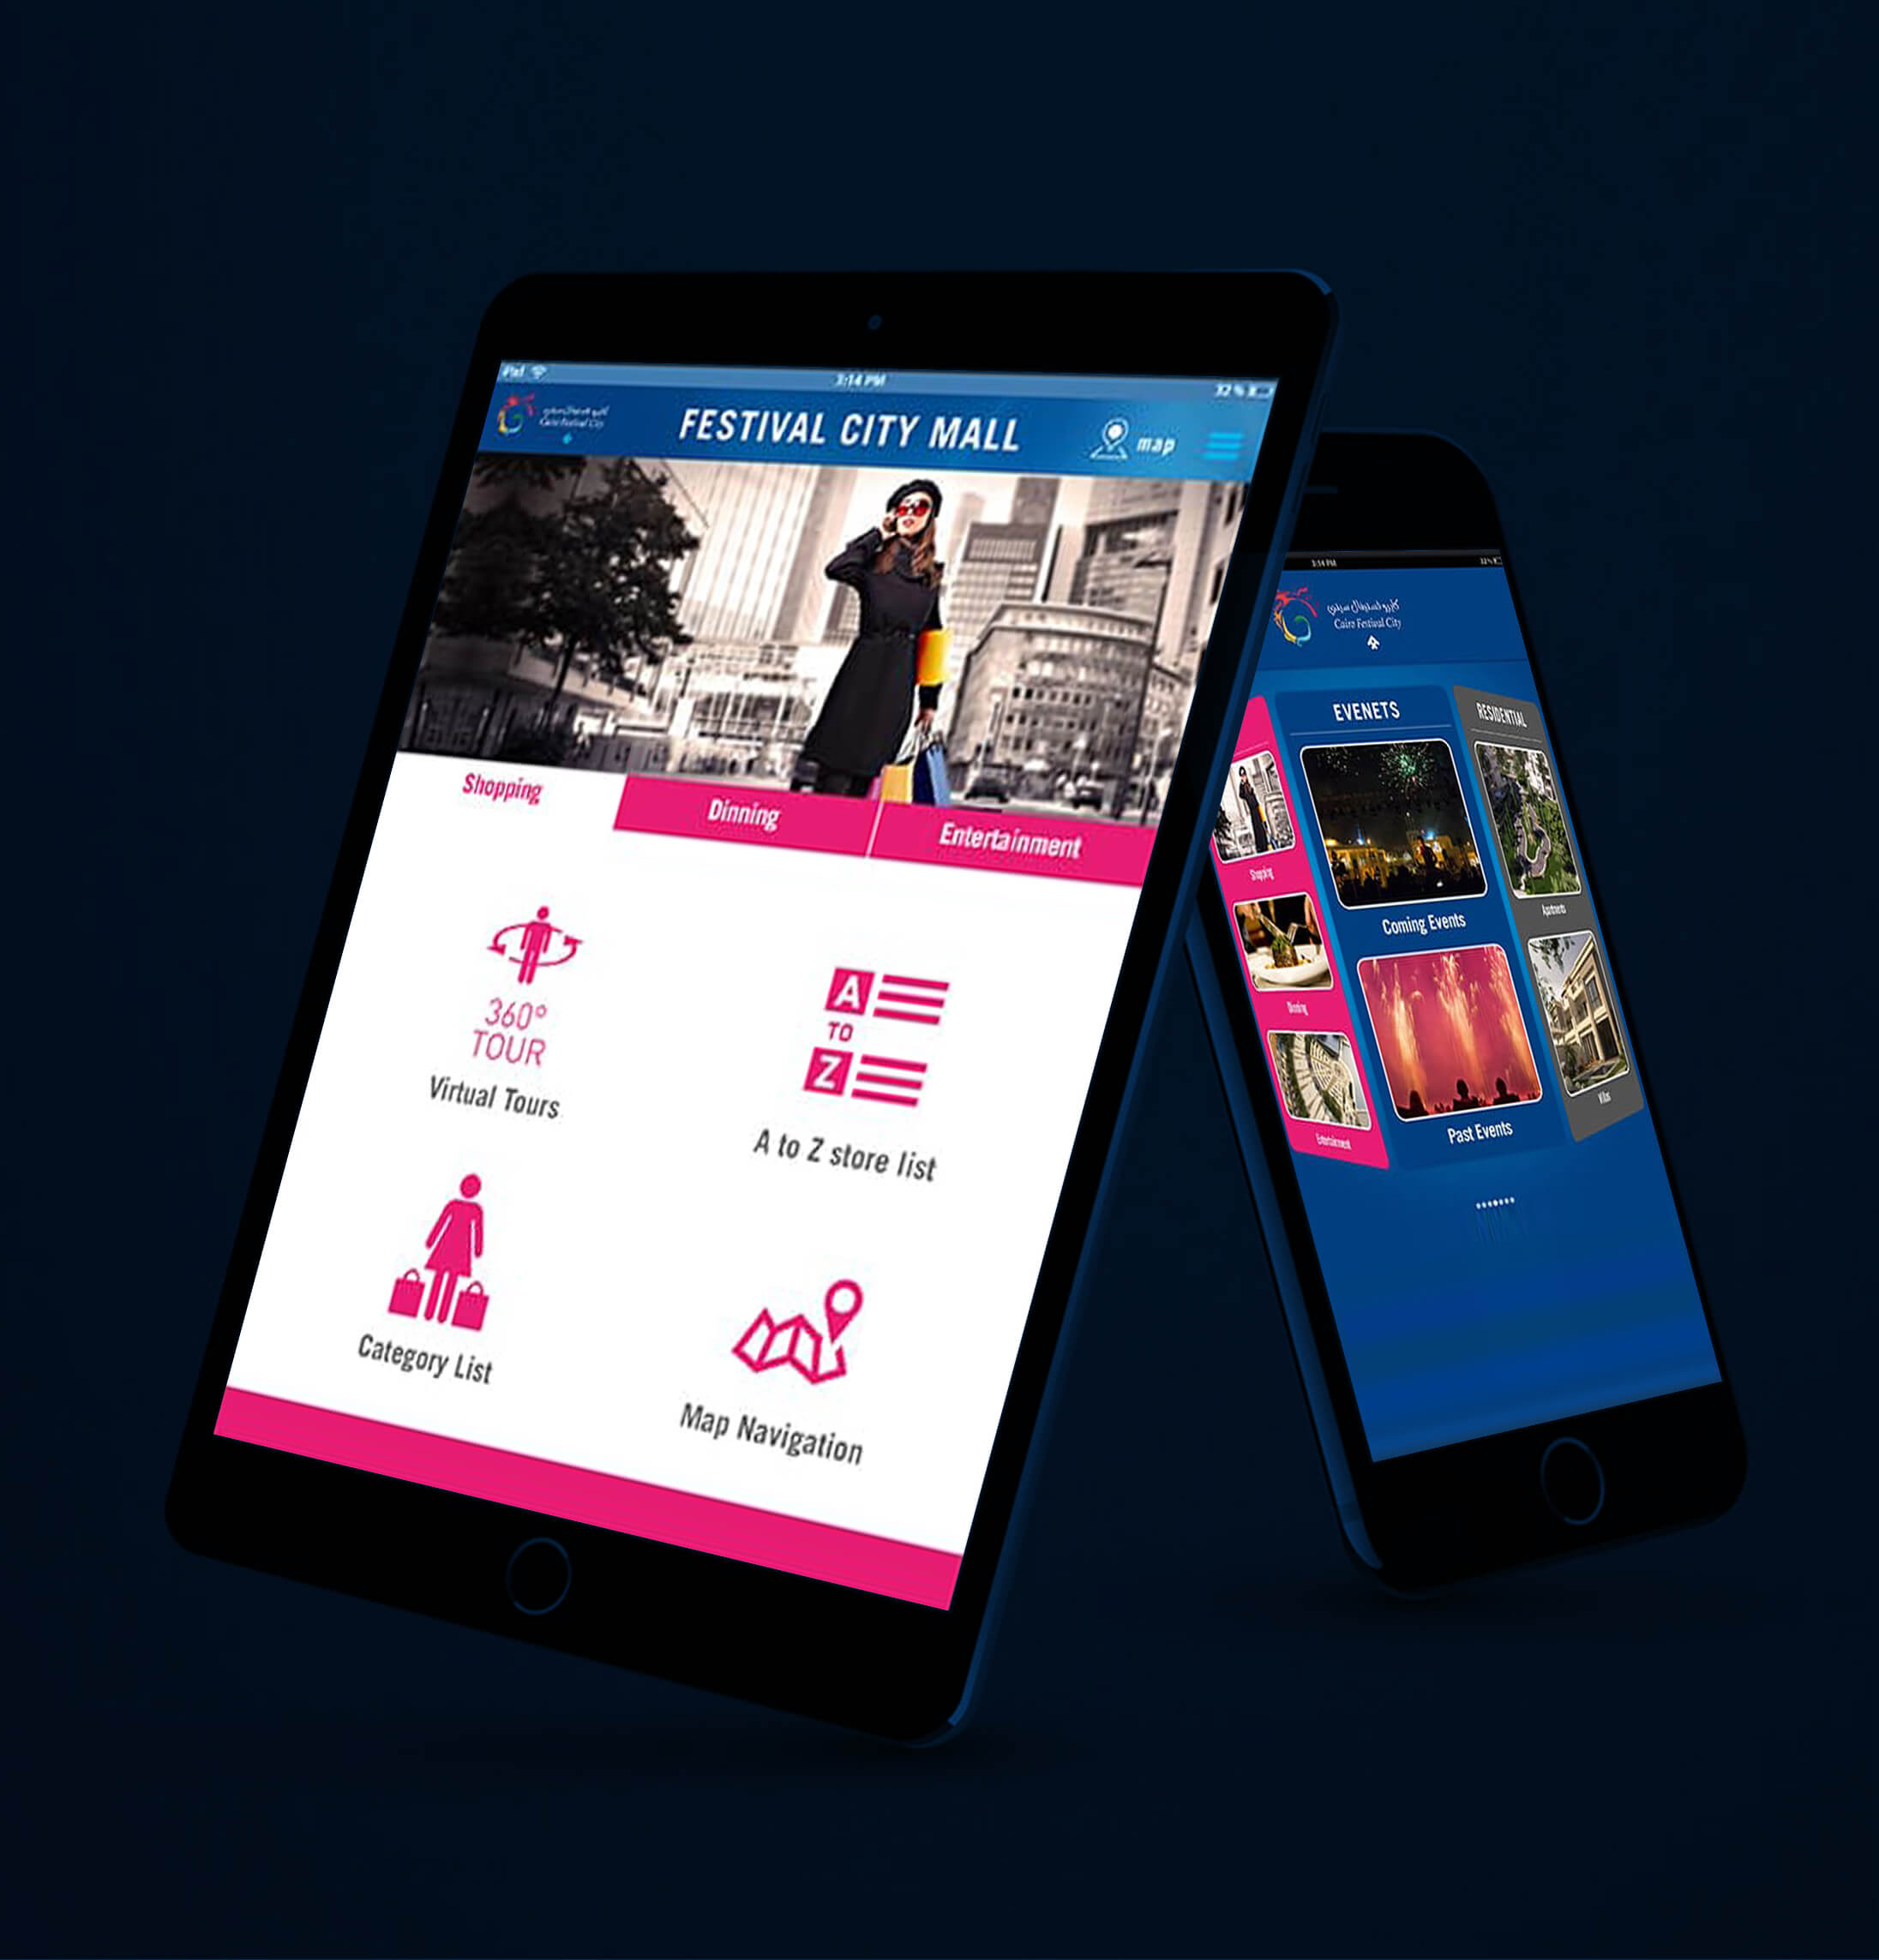 iPad
3:14 PM
32 %
كايرو فستيفال سيتي
Cairo Festival City
FESTIVAL CITY MALL
map
Shopping
Dinning
Entertainment
360°
TOUR
Virtual Tours
A
TO
Z
A to Z store list
Category List
Map Navigation
3:14 PM
32%
كايرو فستيفال سيتي
Cairo Festival City
Shopping
Dinning
Entertainment
EVENETS
Coming Events
Past Events
RESIDENTIAL
Apartments
Villas